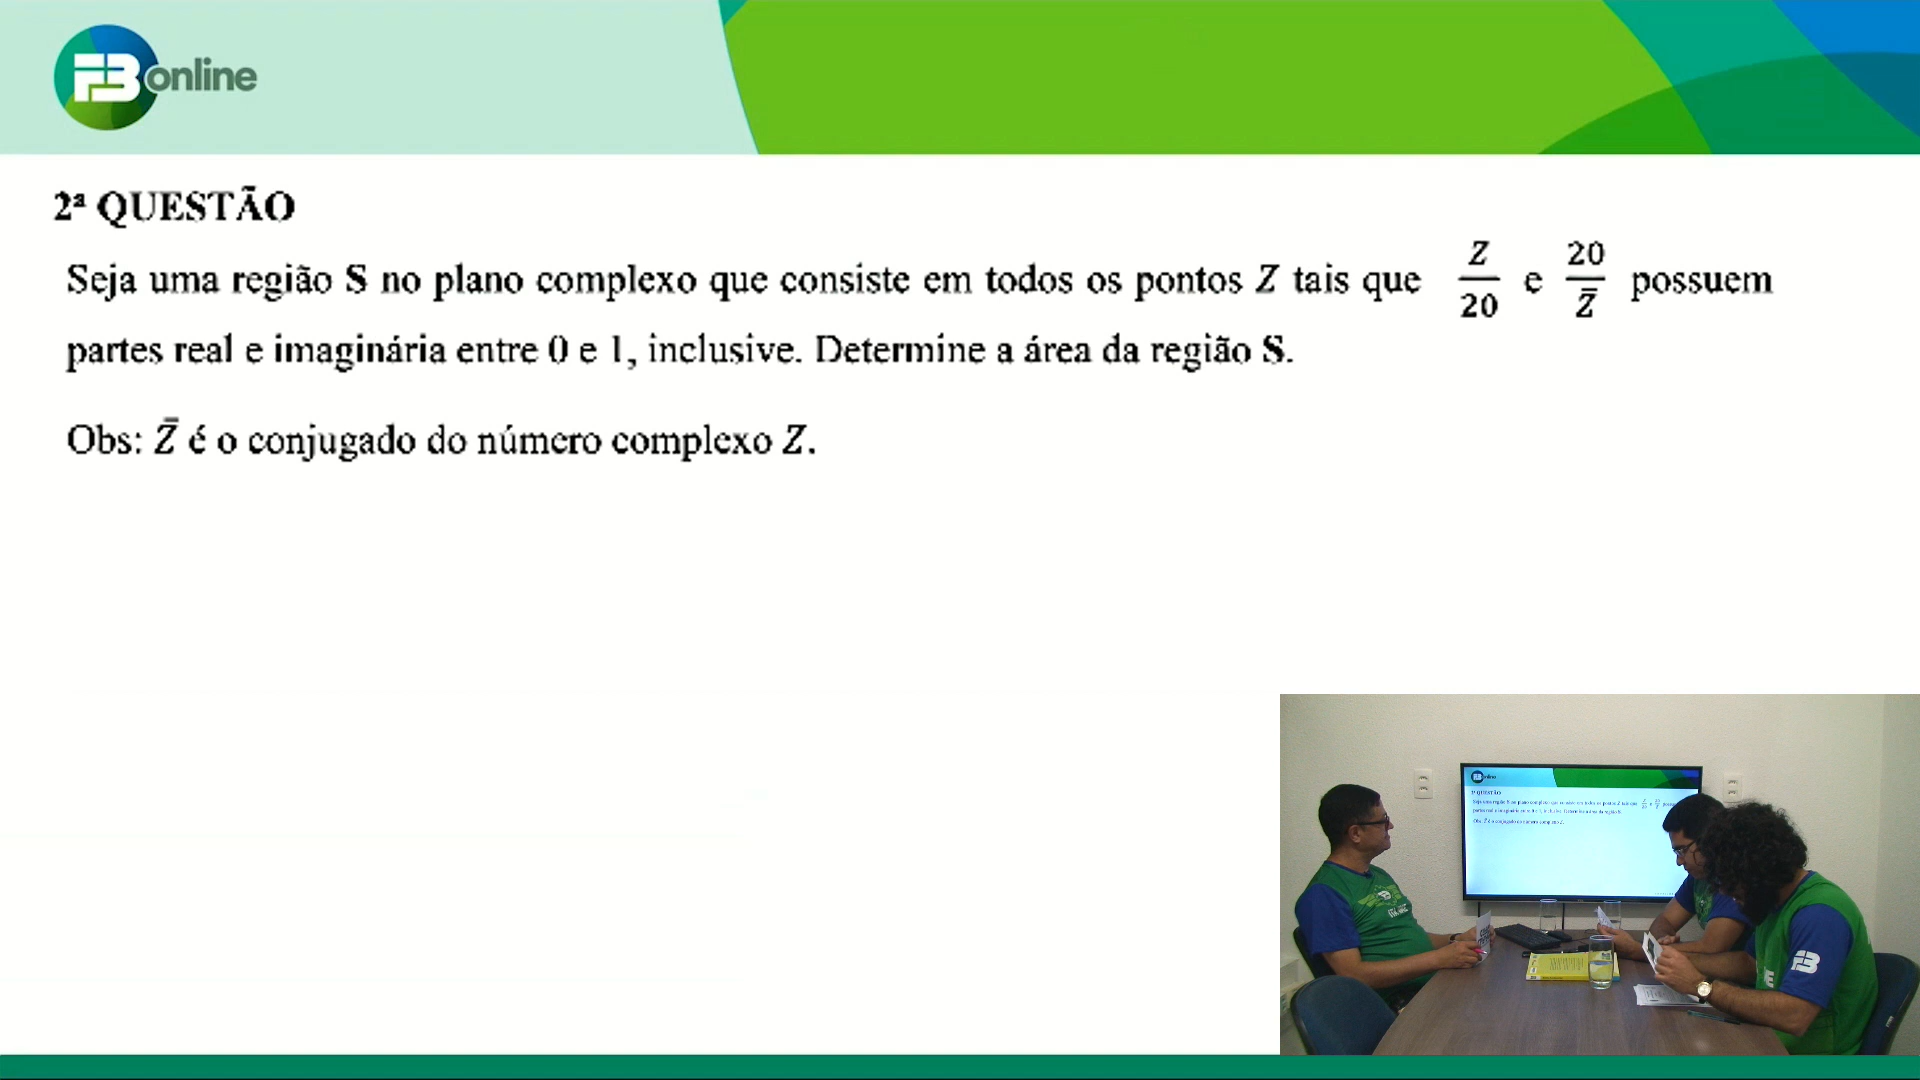 FB online
2ª QUESTÃO
Seja uma região S no plano complexo que consiste em todos os pontos Z tais que Z/20 e 20/Z̄ possuem
partes real e imaginária entre 0 e 1, inclusive. Determine a área da região S.
Obs: Z̄ é o conjugado do número complexo Z.